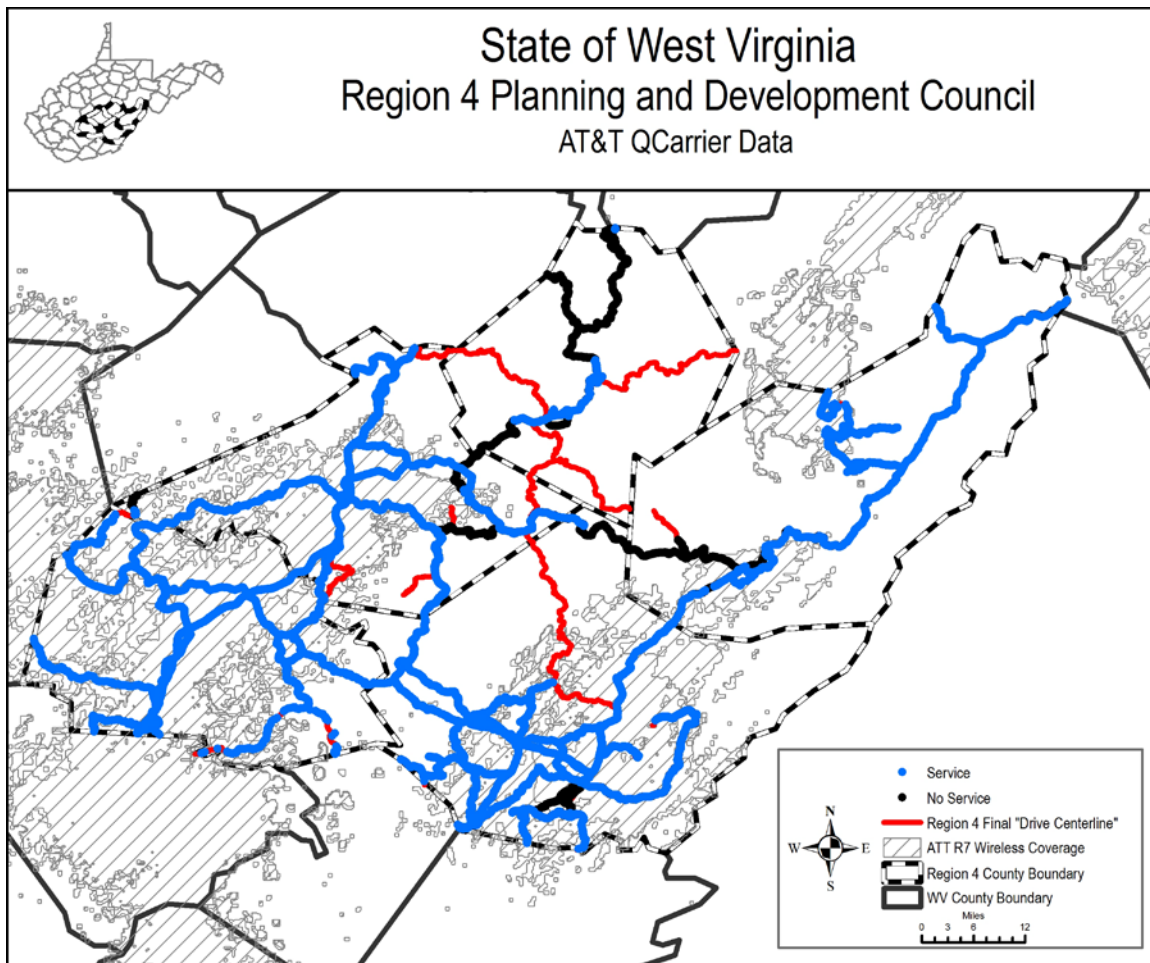 State of West Virginia
Region 4 Planning and Development Council
AT&T QCarrier Data
Service
No Service
Region 4 Final "Drive Centerline"
ATT R7 Wireless Coverage
Region 4 County Boundary
WV County Boundary
N
W E
S
Miles
0 3 6 12